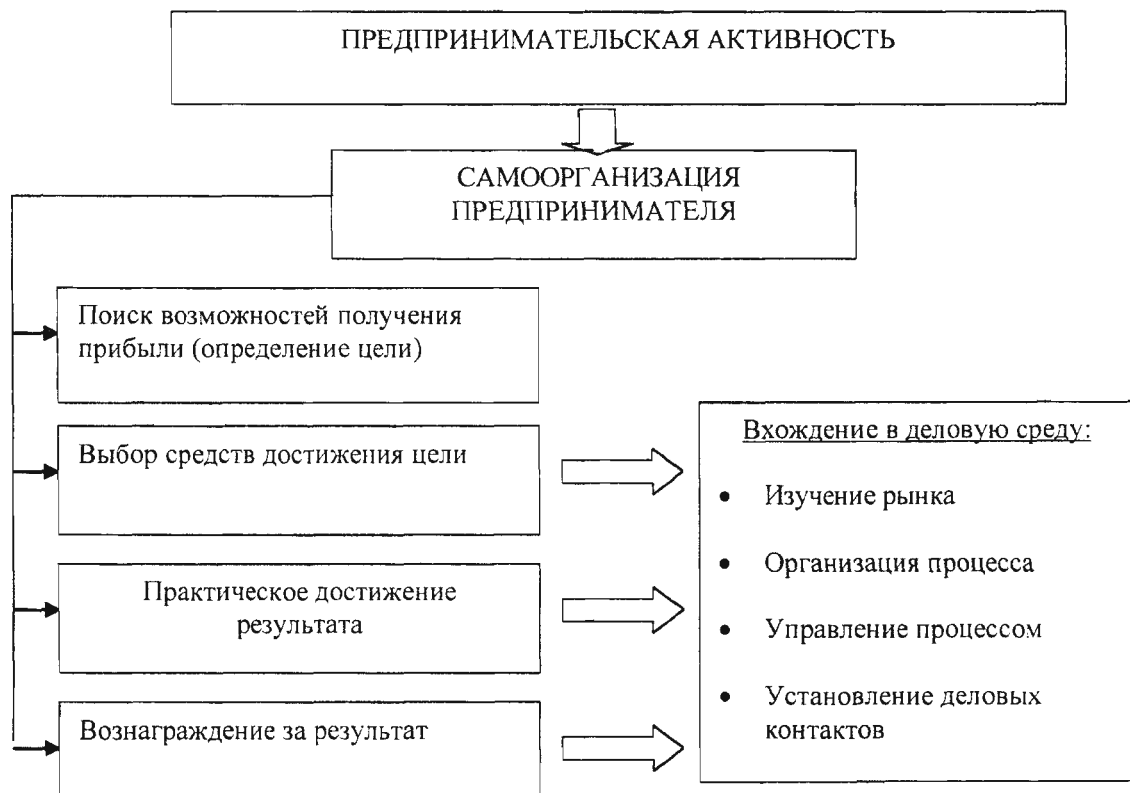 ПРЕДПРИНИМАТЕЛЬСКАЯ АКТИВНОСТЬ
САМООРГАНИЗАЦИЯ
ПРЕДПРИНИМАТЕЛЯ
Поиск возможностей получения
прибыли (определение цели)
Выбор средств достижения цели
Практическое достижение
результата
Вознаграждение за результат
Вхождение в деловую среду:
• Изучение рынка
• Организация процесса
• Управление процессом
• Установление деловых
контактов